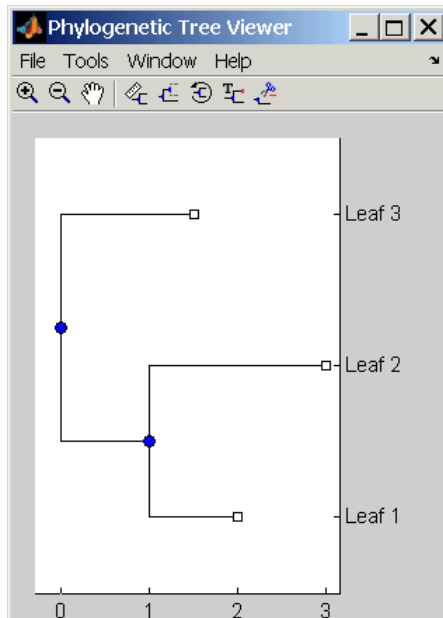 Phylogenetic Tree Viewer
File Tools Window Help
Leaf 3
Leaf 2
Leaf 1
0 1 2 3